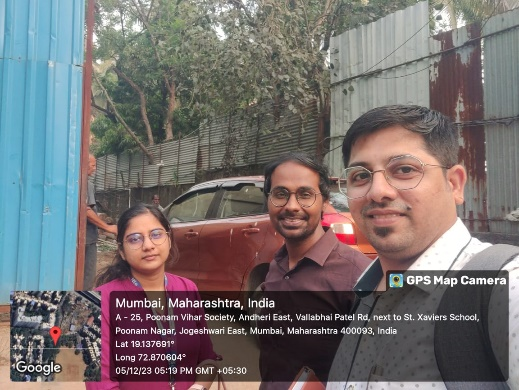 GPS Map Camera
Mumbai, Maharashtra, India
A - 25, Poonam Vihar Society, Andheri East, Vallabhai Patel Rd, next to St. Xaviers School,
Poonam Nagar, Jogeshwari East, Mumbai, Maharashtra 400093, India
Lat 19.137691°
Long 72.870604°
05/12/23 05:19 PM GMT +05:30
Google